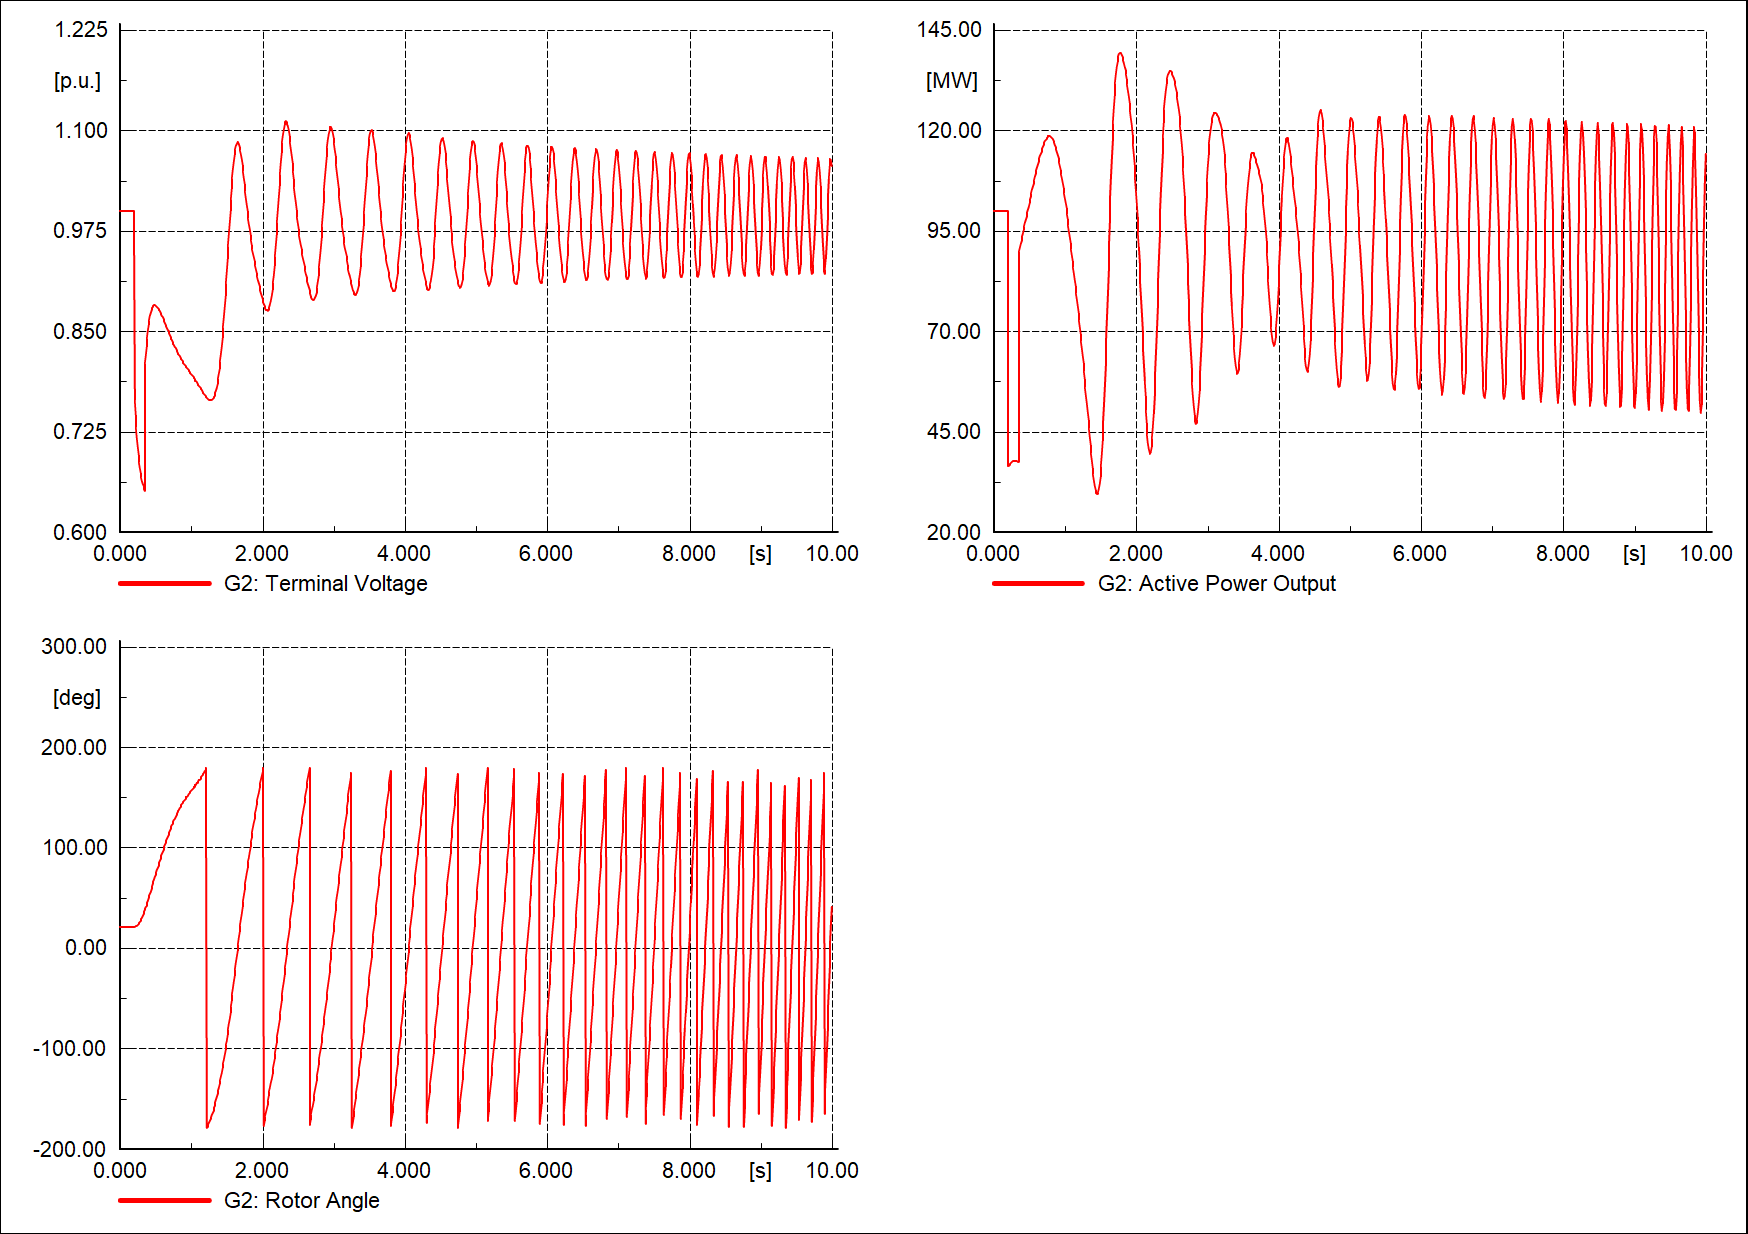 1.225
[p.u.]
1.100
0.975
0.850
0.725
0.600
0.000 2.000 4.000 6.000 8.000 [s] 10.00
G2: Terminal Voltage
145.00
[MW]
120.00
95.00
70.00
45.00
20.00
0.000 2.000 4.000 6.000 8.000 [s] 10.00
G2: Active Power Output
300.00
[deg]
200.00
100.00
0.00
-100.00
-200.00
0.000 2.000 4.000 6.000 8.000 [s] 10.00
G2: Rotor Angle